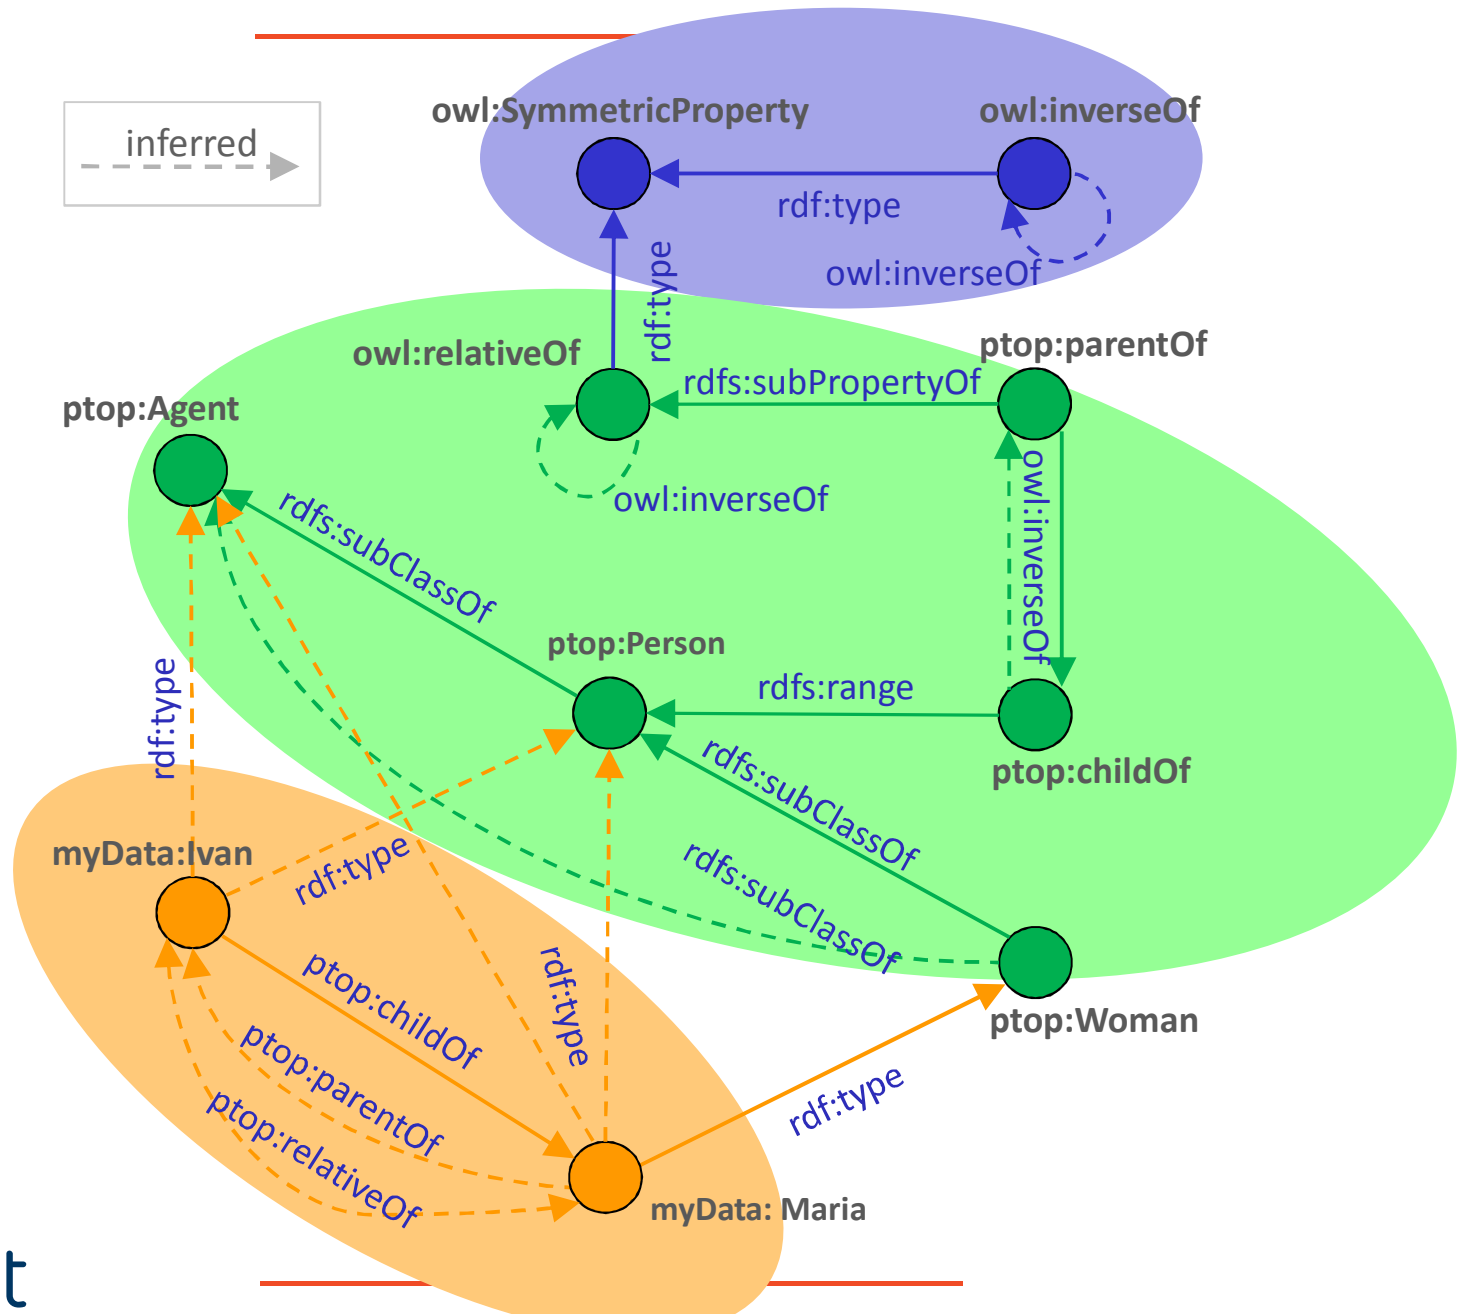 owl:SymmetricProperty
owl:inverseOf
inferred
rdf:type
owl:inverseOf
rdf:type
owl:relativeOf
ptop:parentOf
rdfs:subPropertyOf
ptop:Agent
owl:inverseOf
rdfs:subClassOf
owl:inverseOf
ptop:Person
rdfs:range
rdf:type
ptop:childOf
rdfs:subClassOf
myData:Ivan
rdf:type
rdfs:subClassOf
ptop:childOf
rdf:type
ptop:Woman
ptop:parentOf
rdf:type
ptop:relativeOf
myData: Maria
t